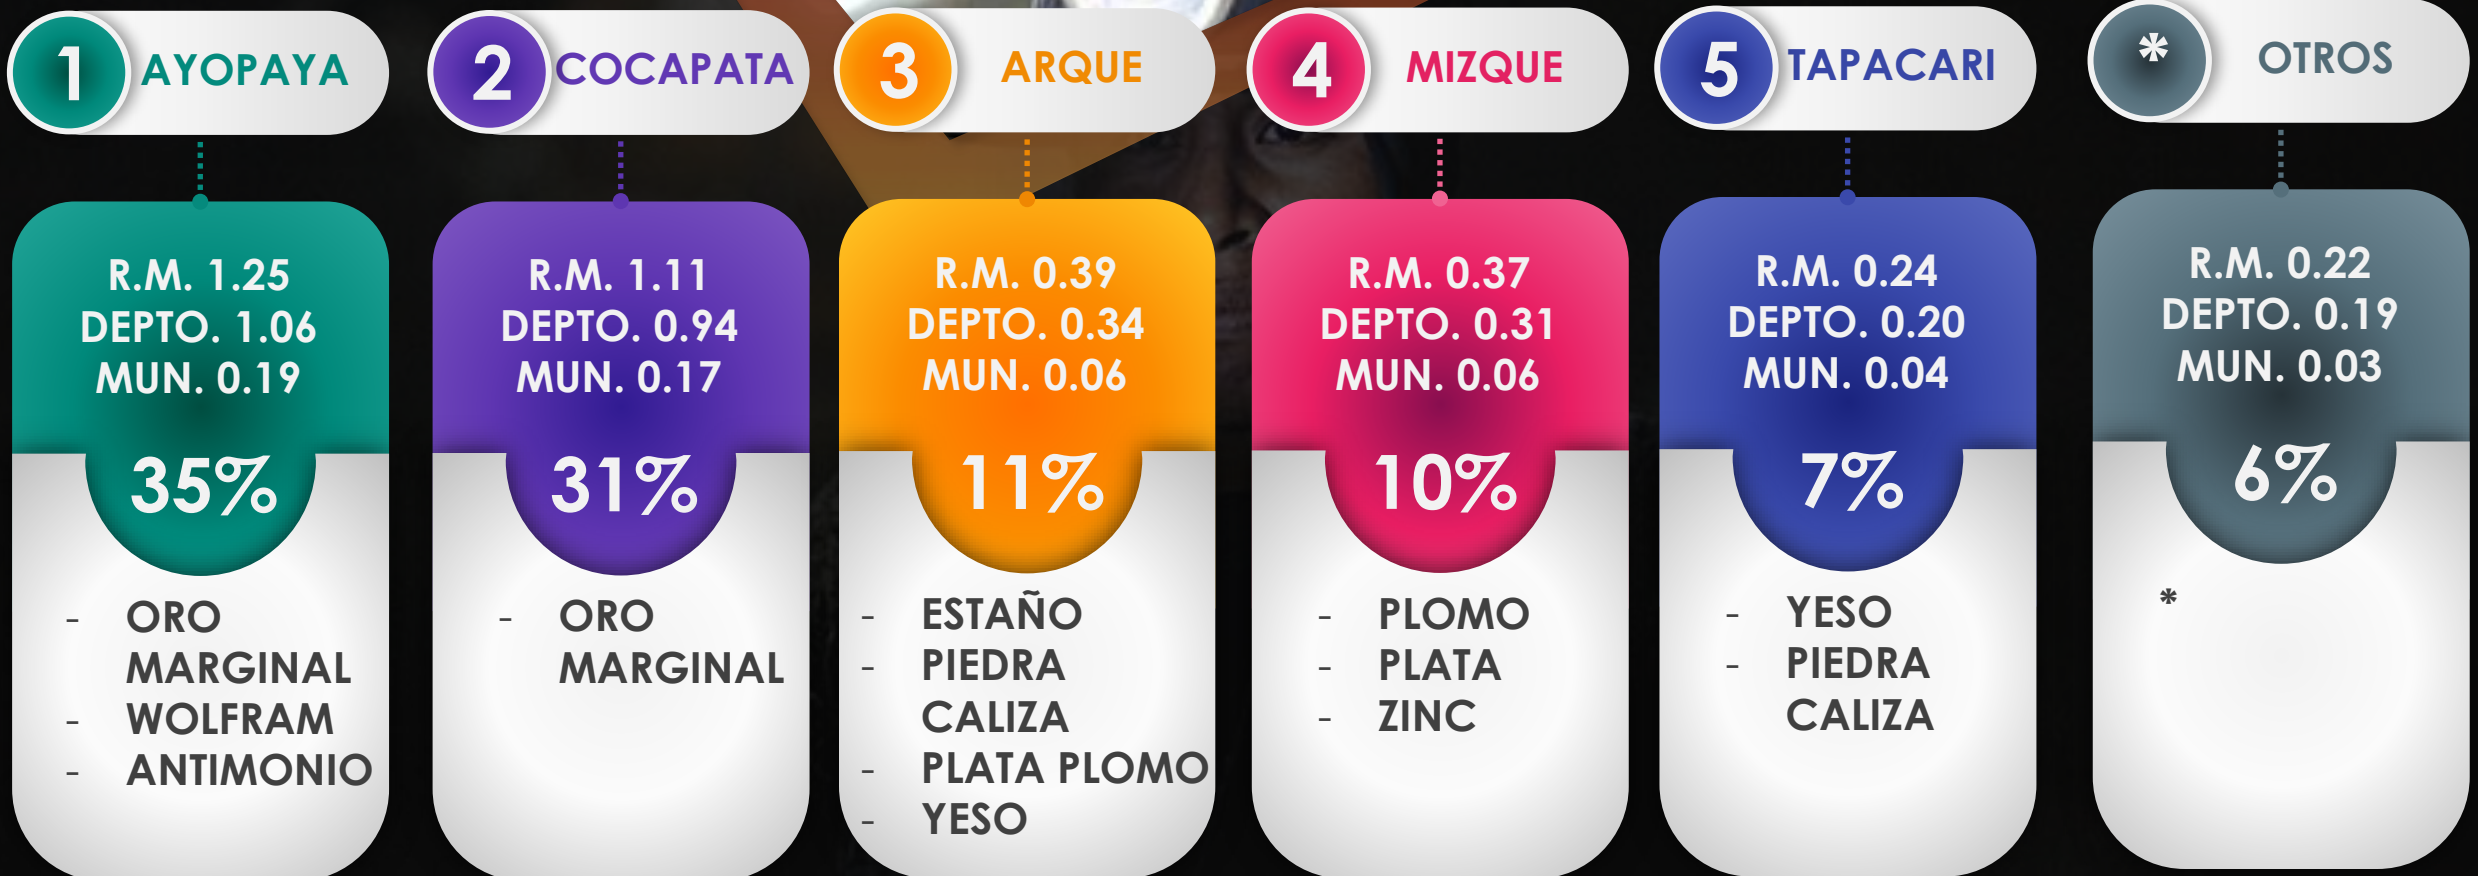 1 AYOPAYA
R.M. 1.25
DEPTO. 1.06
MUN. 0.19
35%
- ORO
MARGINAL
- WOLFRAM
- ANTIMONIO
2 COCAPATA
R.M. 1.11
DEPTO. 0.94
MUN. 0.17
31%
- ORO
MARGINAL
3 ARQUE
R.M. 0.39
DEPTO. 0.34
MUN. 0.06
11%
- ESTAÑO
- PIEDRA
CALIZA
- PLATA PLOMO
- YESO
4 MIZQUE
R.M. 0.37
DEPTO. 0.31
MUN. 0.06
10%
- PLOMO
- PLATA
- ZINC
5 TAPACARI
R.M. 0.24
DEPTO. 0.20
MUN. 0.04
7%
- YESO
- PIEDRA
CALIZA
* OTROS
R.M. 0.22
DEPTO. 0.19
MUN. 0.03
6%
*